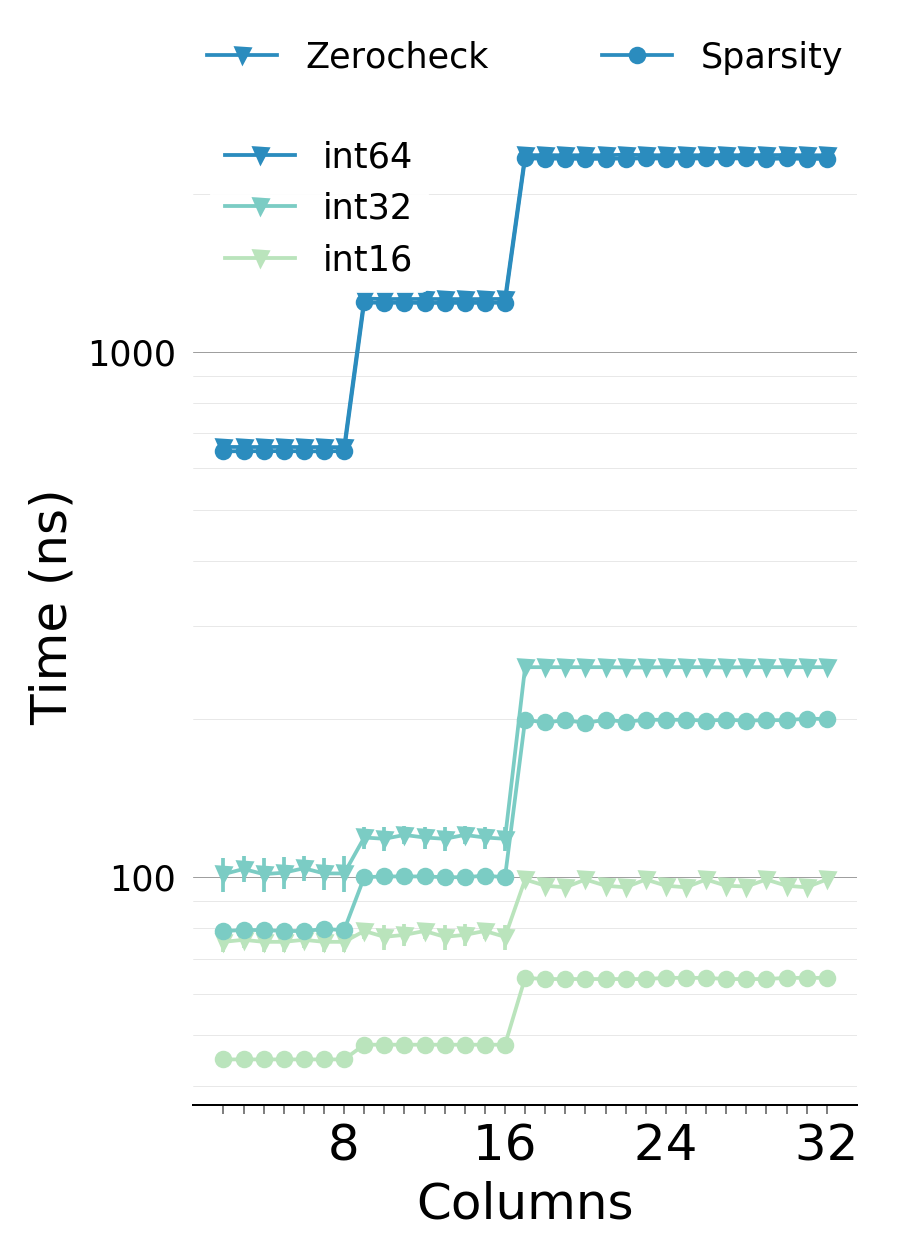 Zerocheck Sparsity
int64
int32
int16
1000
100
Time (ns)
8 16 24 32
Columns